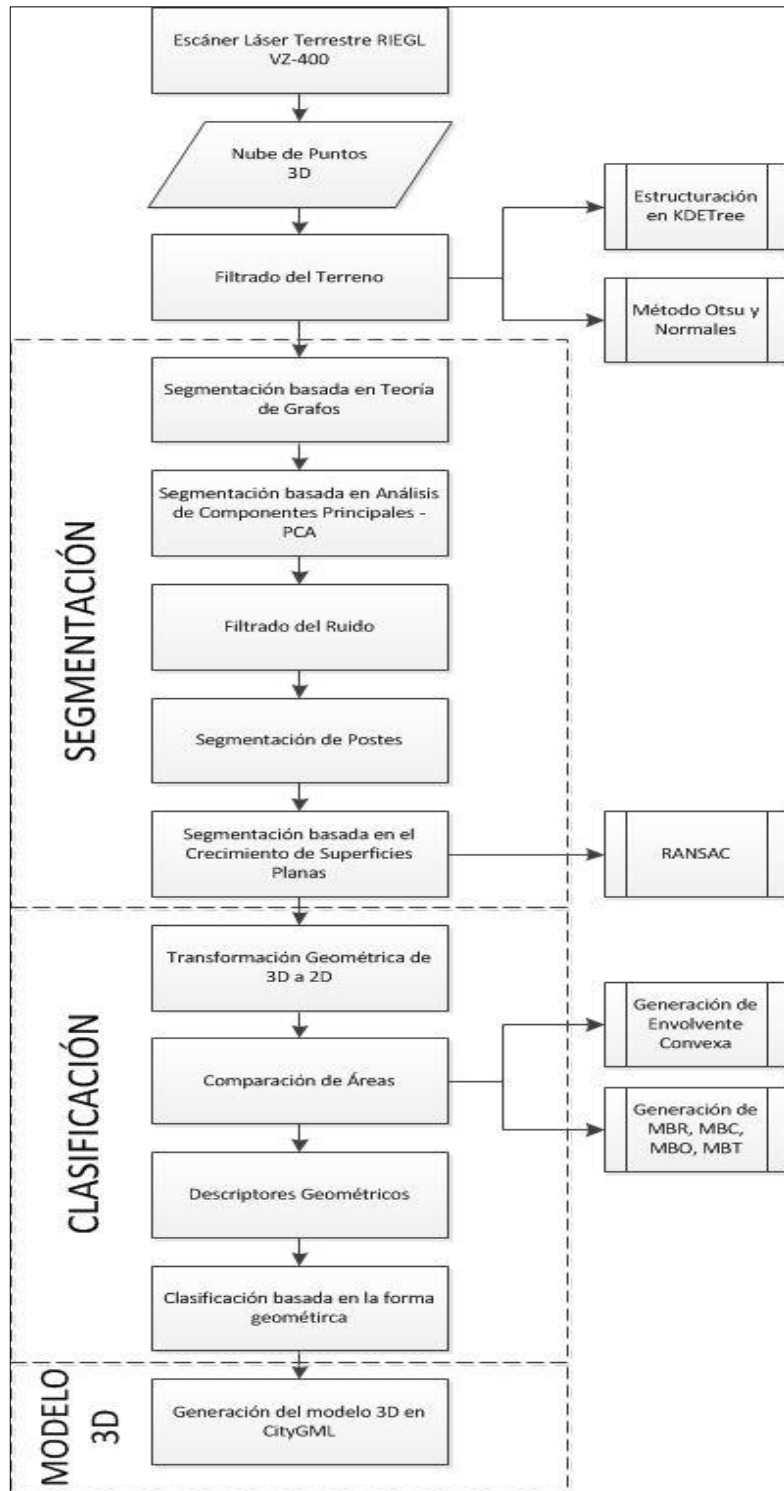 Escáner Láser Terrestre RIEGL
VZ-400
Nube de Puntos
3D
Estructuración
en KDETree
Filtrado del Terreno
Método Otsu y
Normales
SEGMENTACIÓN
Segmentación basada en Teoría
de Grafos
Segmentación basada en Análisis
de Componentes Principales -
PCA
Filtrado del Ruido
Segmentación de Postes
Segmentación basada en el
Crecimiento de Superficies
Planas
RANSAC
CLASIFICACIÓN
Transformación Geométrica de
3D a 2D
Generación de
Envolvente
Convexa
Comparación de Áreas
Generación de
MBR, MBC,
MBO, MBT
Descriptores Geométricos
Clasificación basada en la forma
geométirca
MODELO
3D
Generación del modelo 3D en
CityGML